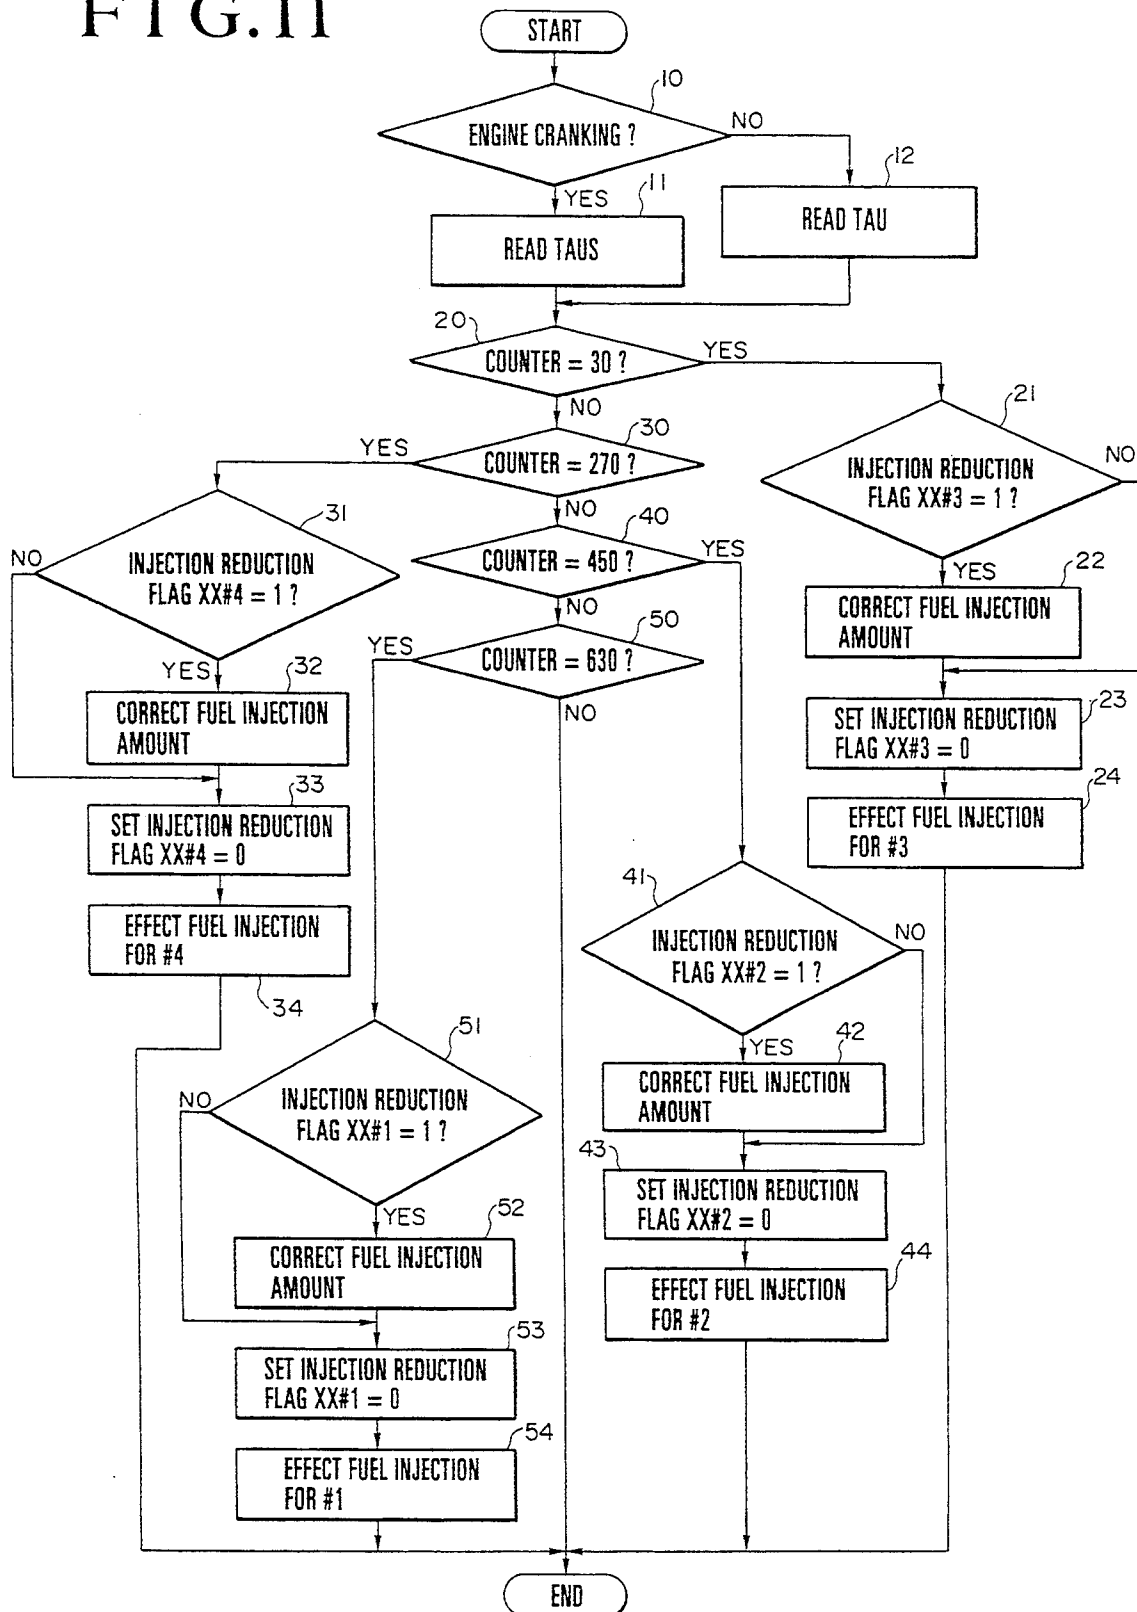 FIG.11
START
10
ENGINE CRANKING ?
NO
12
YES
11
READ TAU
READ TAUS
20
COUNTER = 30 ?
YES
NO
21
30
YES
COUNTER = 270 ?
INJECTION REDUCTION
FLAG XX#3 = 1 ?
NO
NO
31
40
INJECTION REDUCTION
FLAG XX#4 = 1 ?
NO
COUNTER = 450 ?
YES
YES
22
NO
50
CORRECT FUEL INJECTION
AMOUNT
YES
COUNTER = 630 ?
YES
32
CORRECT FUEL INJECTION
AMOUNT
NO
23
SET INJECTION REDUCTION
FLAG XX#3 = 0
33
SET INJECTION REDUCTION
FLAG XX#4 = 0
24
EFFECT FUEL INJECTION
FOR #3
41
EFFECT FUEL INJECTION
FOR #4
34
INJECTION REDUCTION
FLAG XX#2 = 1 ?
NO
51
YES
42
INJECTION REDUCTION
FLAG XX#1 = 1 ?
NO
CORRECT FUEL INJECTION
AMOUNT
43
SET INJECTION REDUCTION
FLAG XX#2 = 0
YES
52
CORRECT FUEL INJECTION
AMOUNT
44
EFFECT FUEL INJECTION
FOR #2
53
SET INJECTION REDUCTION
FLAG XX#1 = 0
54
EFFECT FUEL INJECTION
FOR #1
END